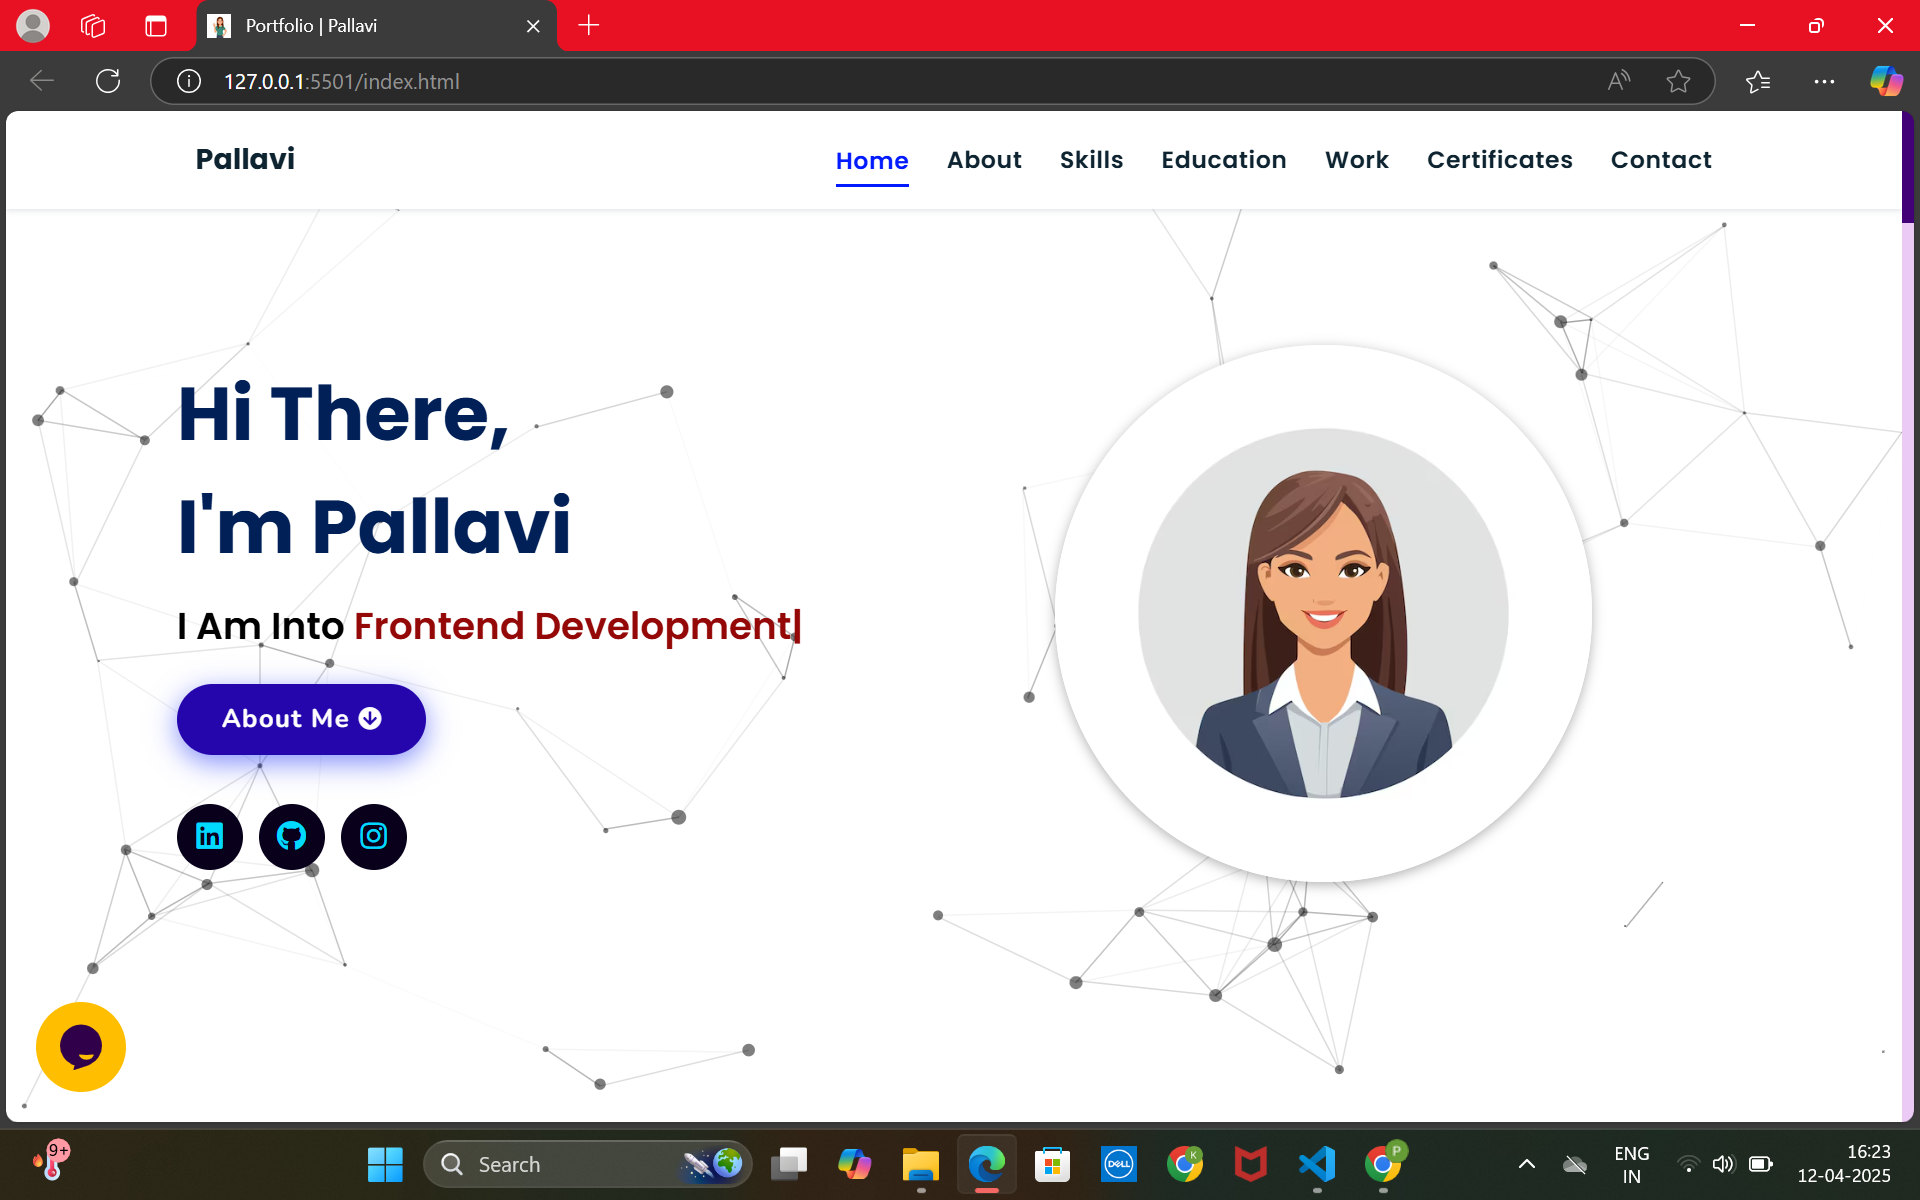 Portfolio | Pallavi
127.0.0.1:5501/index.html
Pallavi
Home About Skills Education Work Certificates Contact
Hi There,
I'm Pallavi
I Am Into Frontend Development|
About Me
9+
Search
DELL
K
P
ENG
IN
16:23
12-04-2025